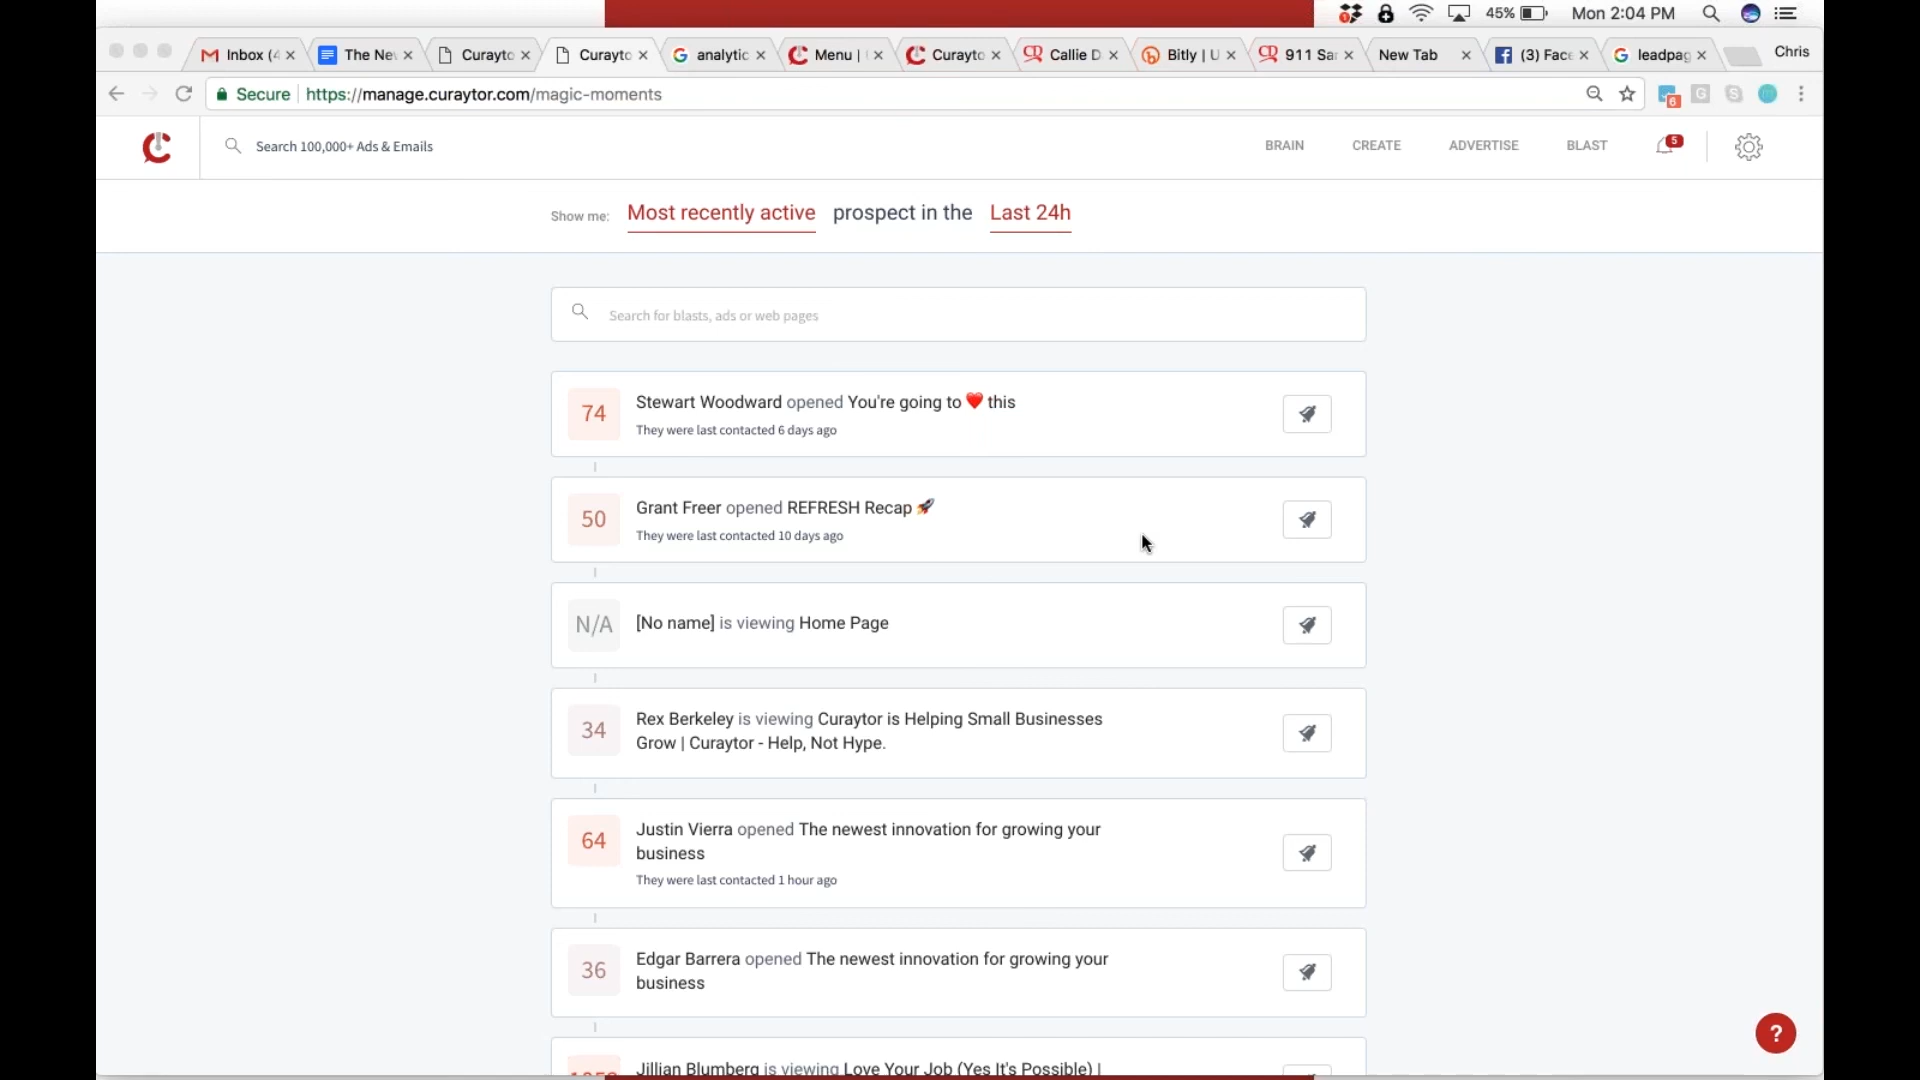 45% Mon 2:04 PM
Inbox (4 The Nev Curayto Curayto analytic Menu | Curayto Callie D Bitly | U 911 Sar New Tab (3) Face leadpag Chris
Secure https://manage.curaytor.com/magic-moments 6
Search 100,000+ Ads & Emails BRAIN CREATE ADVERTISE BLAST 5
Show me: Most recently active prospect in the Last 24h
Search for blasts, ads or web pages
74 Stewart Woodward opened You're going to ❤️ this
They were last contacted 6 days ago
50 Grant Freer opened REFRESH Recap 🚀
They were last contacted 10 days ago
N/A [No name] is viewing Home Page
34 Rex Berkeley is viewing Curaytor is Helping Small Businesses
Grow | Curaytor - Help, Not Hype.
64 Justin Vierra opened The newest innovation for growing your
business
They were last contacted 1 hour ago
36 Edgar Barrera opened The newest innovation for growing your
business
?
Jillian Blumberg is viewing Love Your Job (Yes It's Possible) |